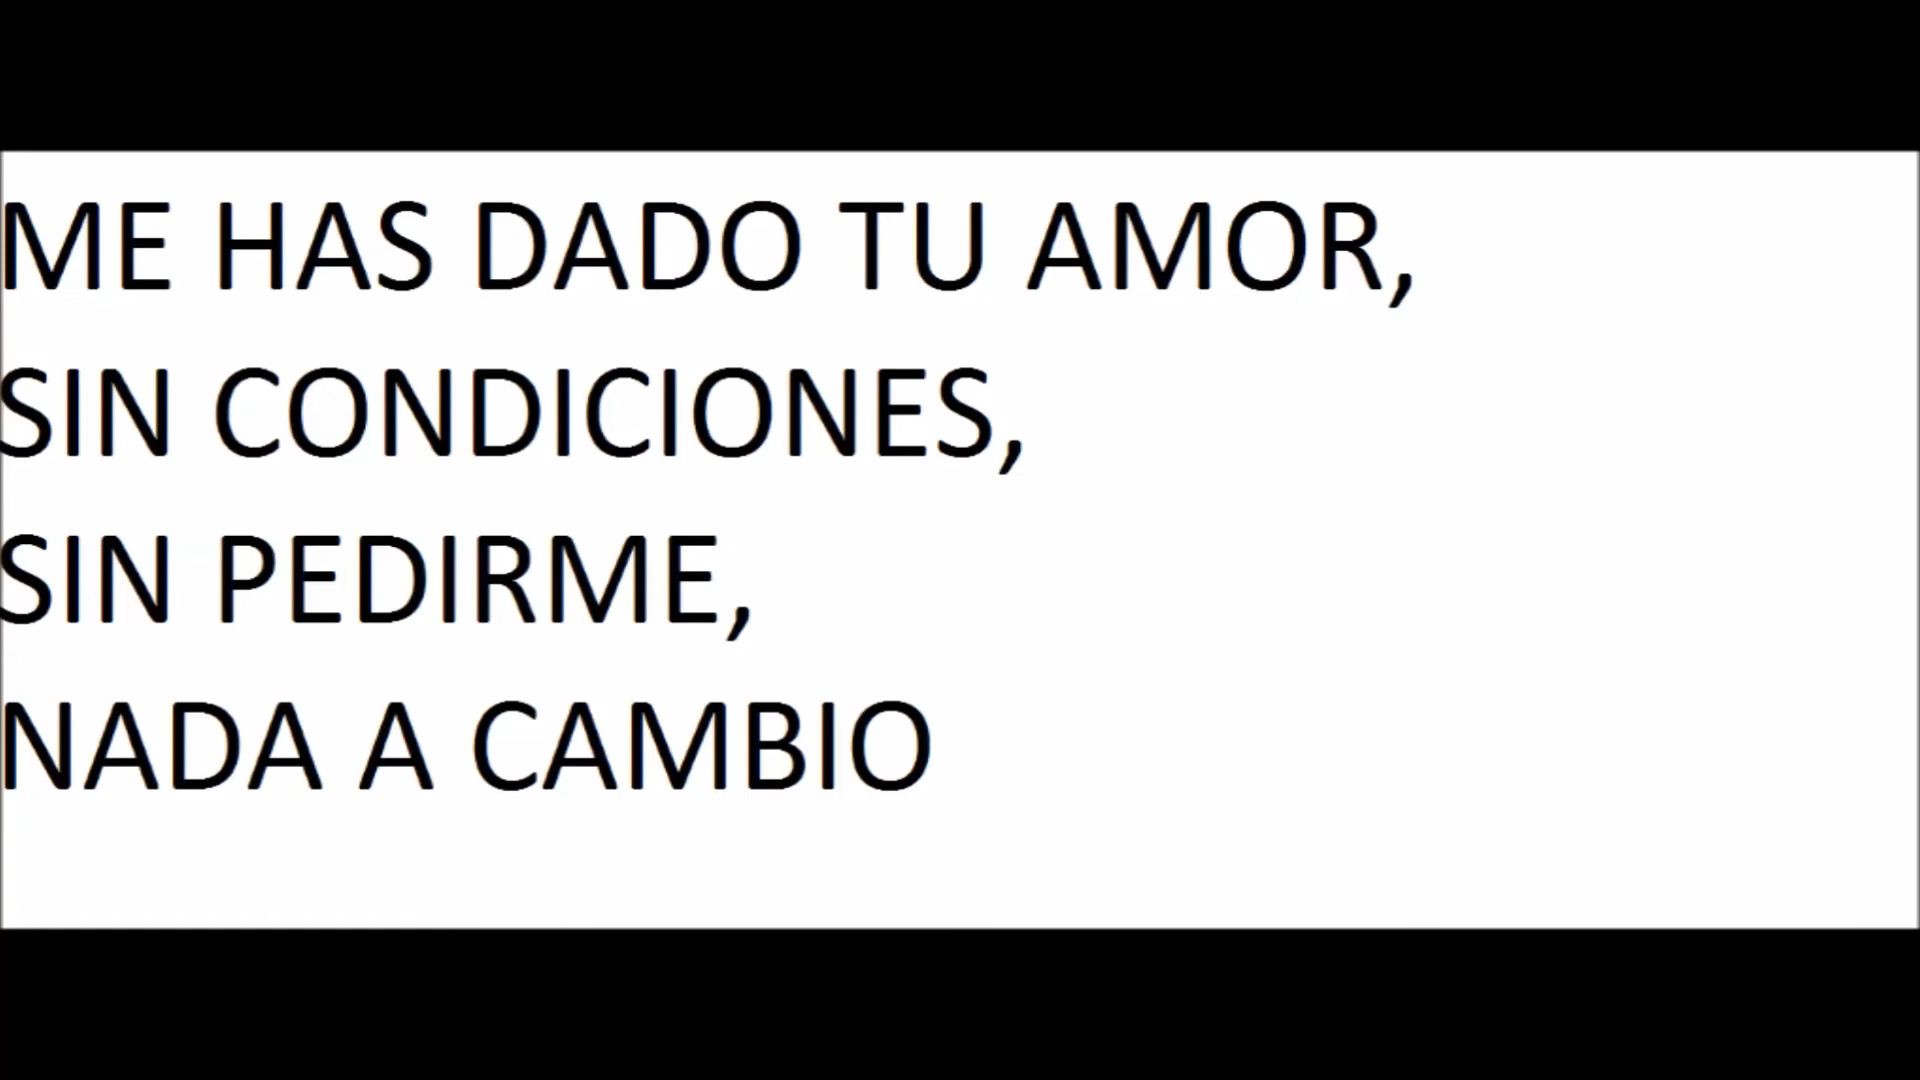 ME HAS DADO TU AMOR,
SIN CONDICIONES,
SIN PEDIRME,
NADA A CAMBIO